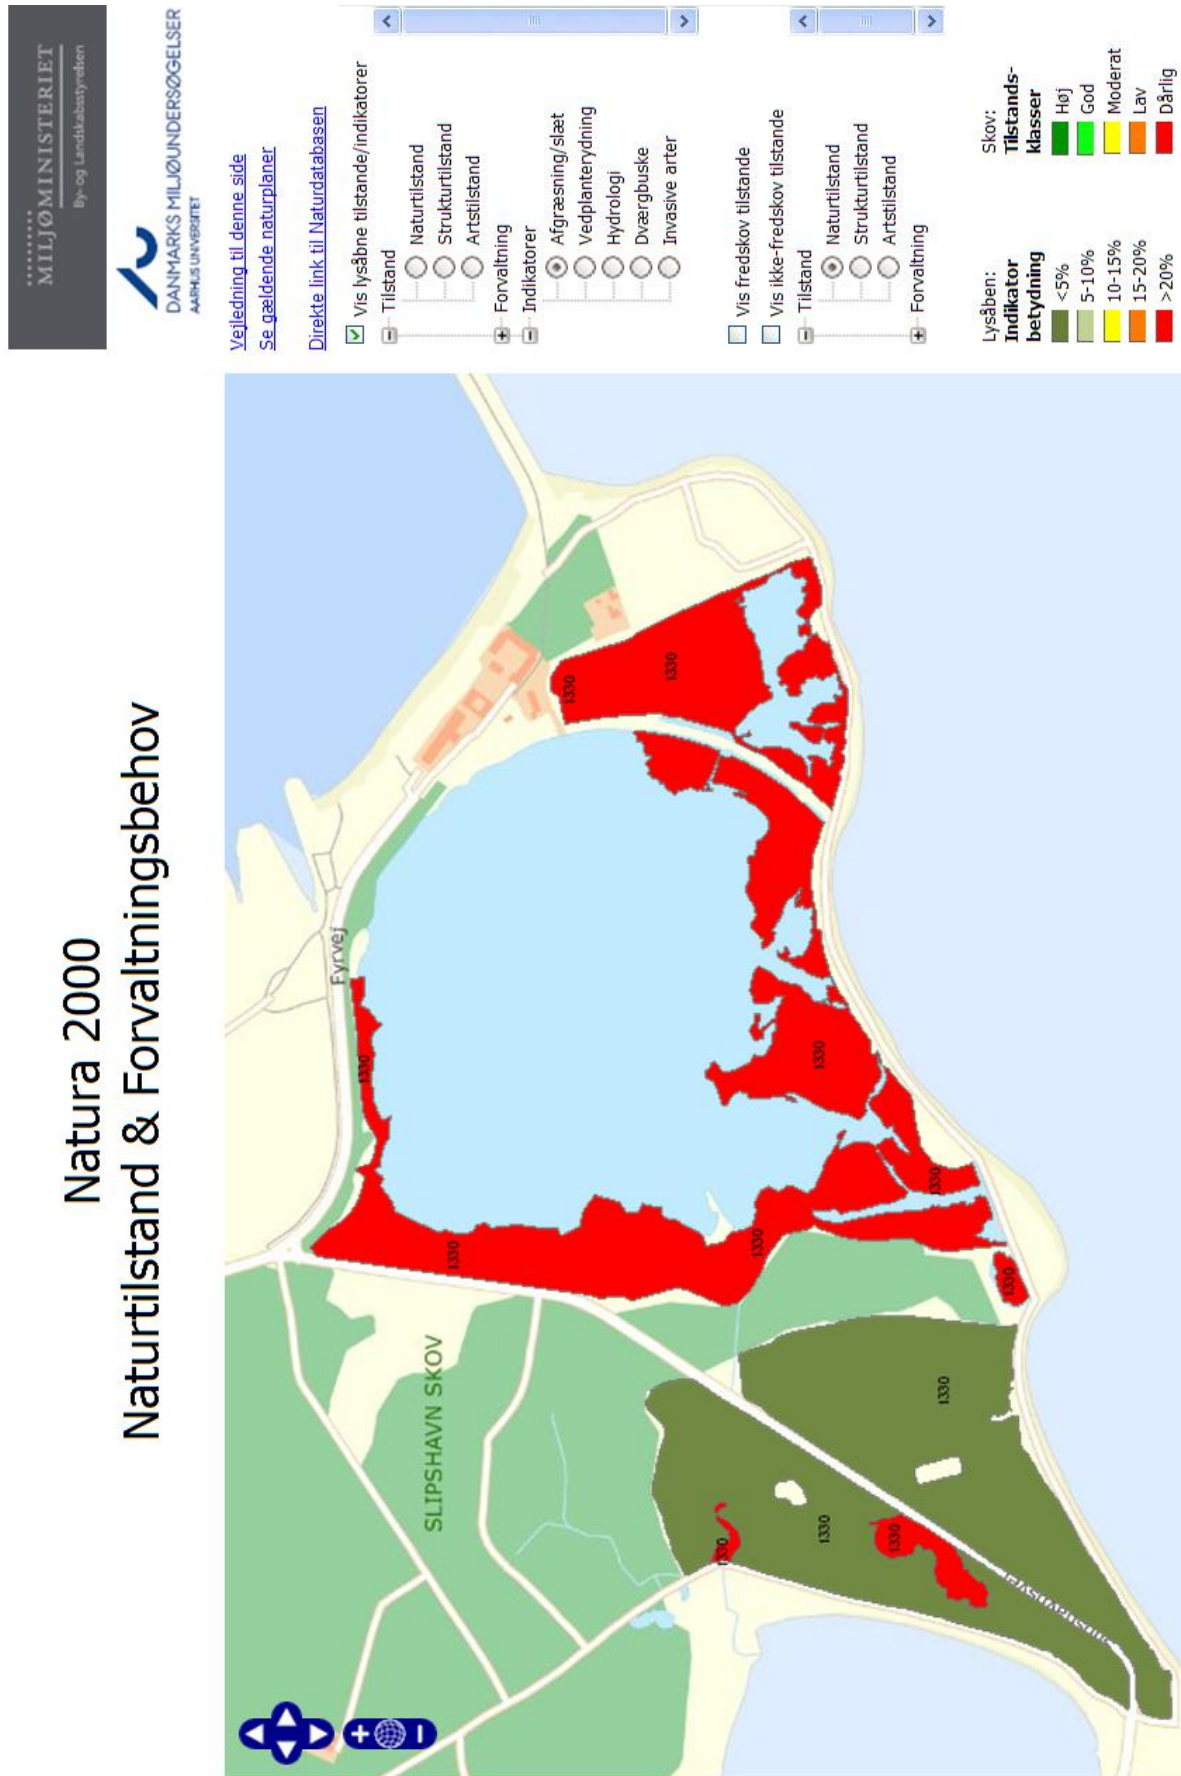 Natura 2000
Naturtilstand & Forvaltningsbehov
MILJØMINISTERIET
By- og Landskabsstyrelsen
DANMARKS MILJØUNDERSØGELSER
AARHUS UNIVERSITET
Vejledning til denne side
Se gældende naturplaner
Direkte link til Naturdatabasen
Vis lysåbne tilstande/indikatorer
Tilstand
Naturtilstand
Strukturtilstand
Artstilstand
Forvaltning
Indikatorer
Afgræsning/slæt
Vedplanterydning
Hydrologi
Dværgbuske
Invasive arter
Vis fredskov tilstande
Vis ikke-fredskov tilstande
Tilstand
Naturtilstand
Strukturtilstand
Artstilstand
Forvaltning
Lysåben:
Indikator
betydning
<5%
5-10%
10-15%
15-20%
>20%
Skov:
Tilstands-
klasser
Høj
God
Moderat
Lav
Dårlig
Fyrvej
SLIPSHAVN SKOV
1330
1330
1330
1330
1330
1330
1330
1330
1330
1330
1330
1330